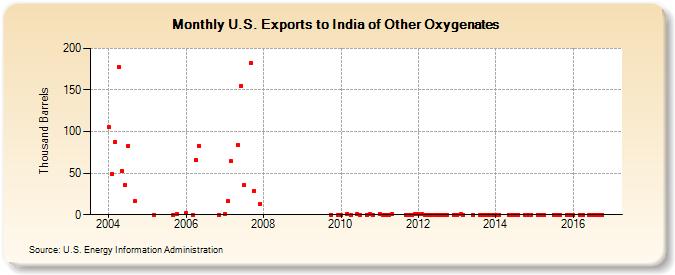 Monthly U.S. Exports to India of Other Oxygenates
Thousand Barrels
200
150
100
50
0
2004 2006 2008 2010 2012 2014 2016
Source: U.S. Energy Information Administration